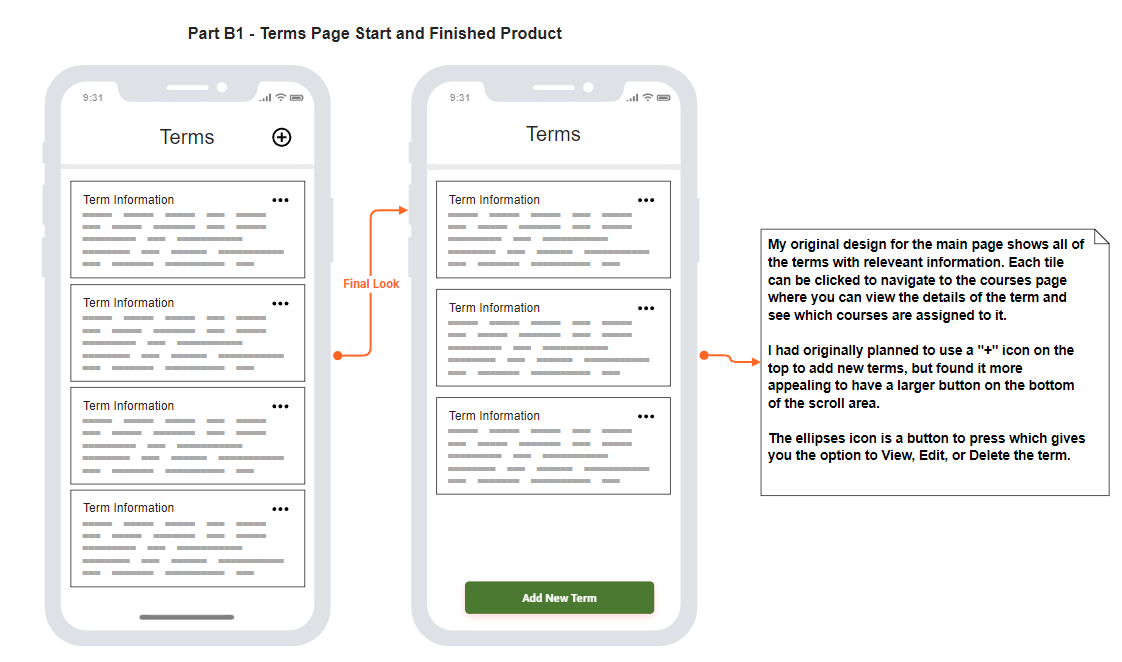 Part B1 - Terms Page Start and Finished Product
9:31
Terms
Term Information
Term Information
Term Information
Term Information
Final Look
9:31
Terms
Term Information
Term Information
Term Information
Add New Term
My original design for the main page shows all of
the terms with releveant information. Each tile
can be clicked to navigate to the courses page
where you can view the details of the term and
see which courses are assigned to it.
I had originally planned to use a "+" icon on the
top to add new terms, but found it more
appealing to have a larger button on the bottom
of the scroll area.
The ellipses icon is a button to press which gives
you the option to View, Edit, or Delete the term.